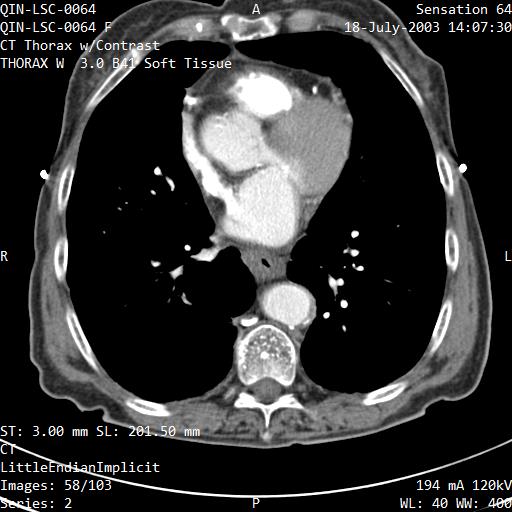 QIN-LSC-0064
A
Sensation 64
QIN-LSC-0064 F
18-July-2003 14:07:30
CT Thorax w/Contrast
THORAX W 3.0 B41 Soft Tissue
R
L
ST: 3.00 mm SL: 201.50 mm
CT
LittleEndianImplicit
Images: 58/103
194 mA 120kV
Series: 2
P
WL: 40 WW: 400